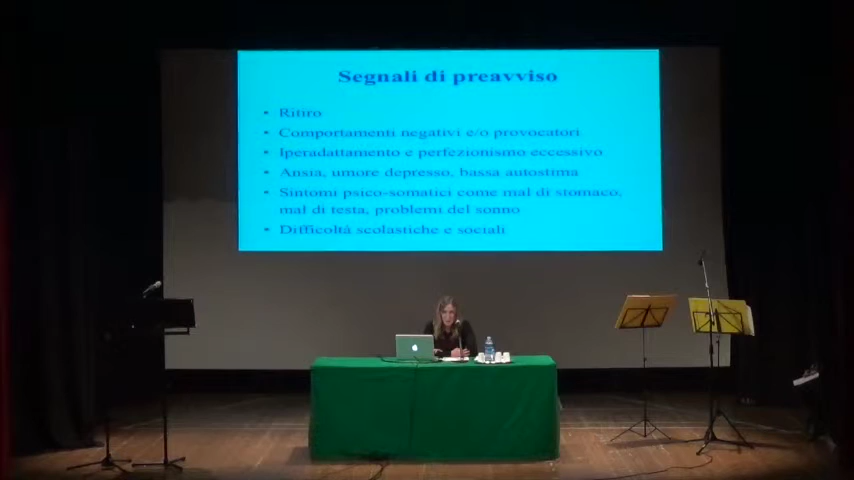 Segnali di preavviso
• Ritiro
• Comportamenti negativi e/o provocatori
• Iperadattamento e perfezionismo eccessivo
• Ansia, umore depresso, bassa autostima
• Sintomi psico-somatici come mal di stomaco,
mal di testa, problemi del sonno
• Difficoltà scolastiche e sociali